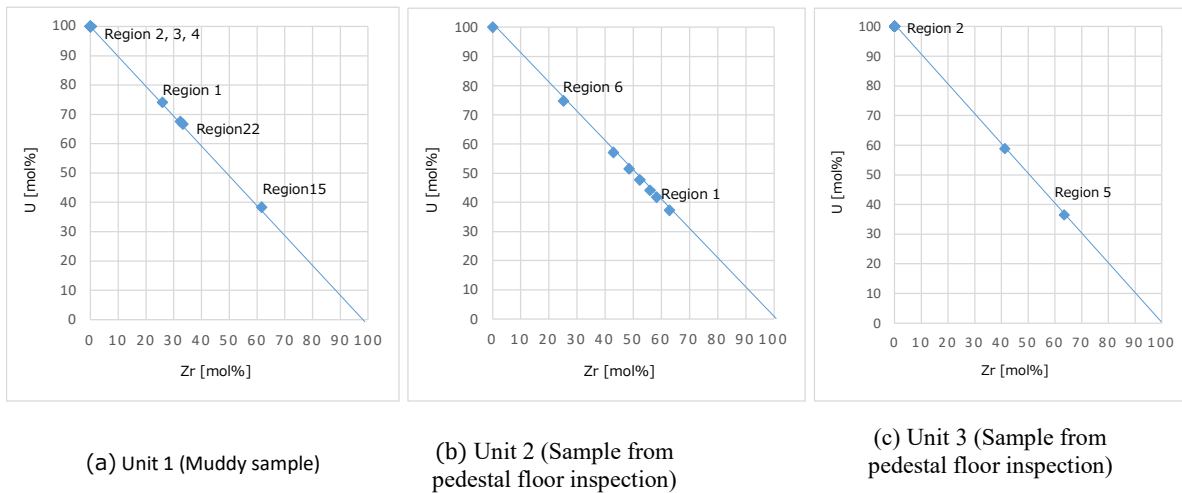 100
90
80
70
60
50
40
30
20
10
0
U [mol%]
Region 2, 3, 4
Region 1
Region22
Region15
0 10 20 30 40 50 60 70 80 90 100
Zr [mol%]
(a) Unit 1 (Muddy sample)
100
90
80
70
60
50
40
30
20
10
0
U [mol%]
Region 6
Region 1
0 10 20 30 40 50 60 70 80 90 100
Zr [mol%]
(b) Unit 2 (Sample from
pedestal floor inspection)
100
90
80
70
60
50
40
30
20
10
0
U [mol%]
Region 2
Region 5
0 10 20 30 40 50 60 70 80 90 100
Zr [mol%]
(c) Unit 3 (Sample from
pedestal floor inspection)